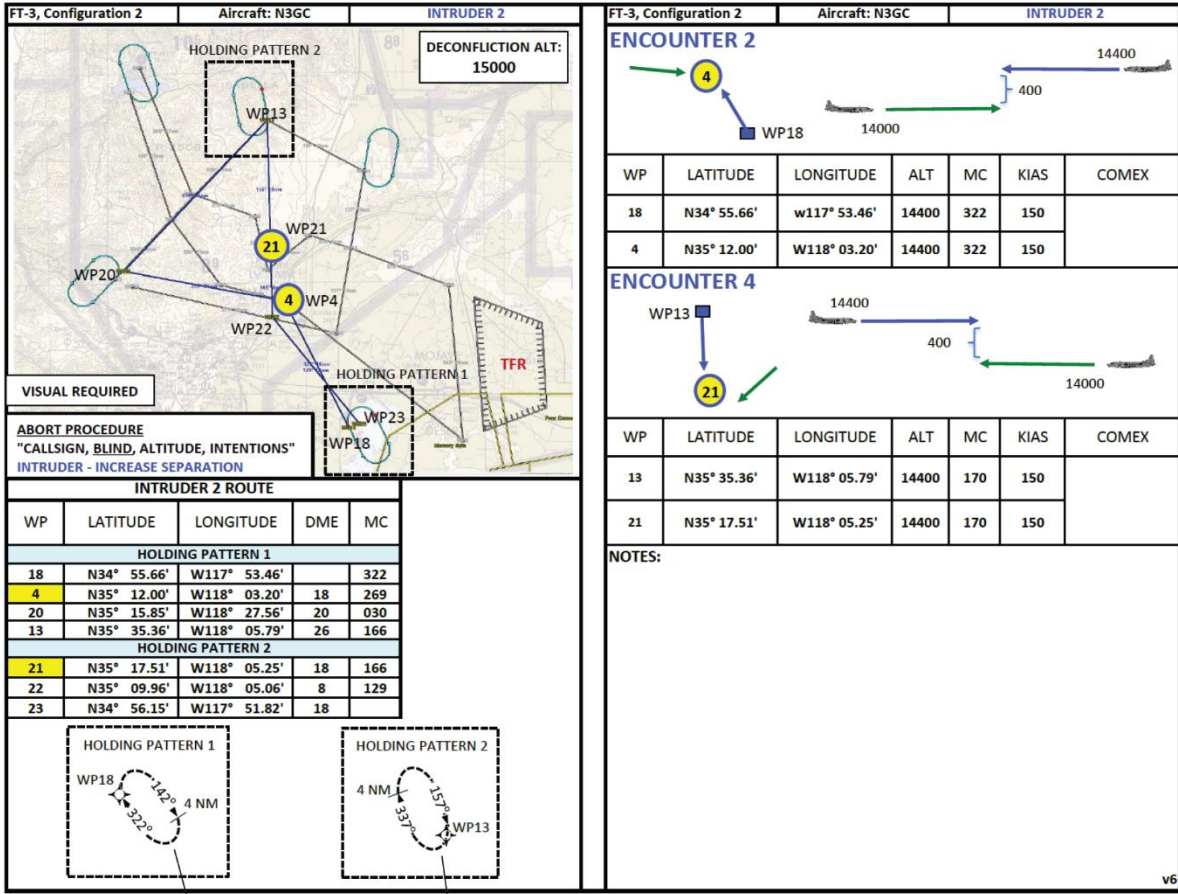 FT-3, Configuration 2 Aircraft: N3GC INTRUDER 2
HOLDING PATTERN 2
DECONFLICTION ALT:
15000
WP13
WP21
21
WP20
4 WP4
WP22
TFR
HOLDING PATTERN 1
WP23
WP18
VISUAL REQUIRED
ABORT PROCEDURE
"CALLSIGN, BLIND, ALTITUDE, INTENTIONS"
INTRUDER - INCREASE SEPARATION
INTRUDER 2 ROUTE
WP LATITUDE LONGITUDE DME MC
HOLDING PATTERN 1
18 N34° 55.66' W117° 53.46' 322
4 N35° 12.00' W118° 03.20' 18 269
20 N35° 15.85' W118° 27.56' 20 030
13 N35° 35.36' W118° 05.79' 26 166
HOLDING PATTERN 2
21 N35° 17.51' W118° 05.25' 18 166
22 N35° 09.96' W118° 05.06' 8 129
23 N34° 56.15' W117° 51.82' 18
HOLDING PATTERN 1
WP18
142°
4 NM
322°
HOLDING PATTERN 2
4 NM
157°
337°
WP13
FT-3, Configuration 2 Aircraft: N3GC INTRUDER 2
ENCOUNTER 2
4
WP18
14400
400
14000
WP LATITUDE LONGITUDE ALT MC KIAS COMEX
18 N34° 55.66' w117° 53.46' 14400 322 150
4 N35° 12.00' W118° 03.20' 14400 322 150
ENCOUNTER 4
WP13
21
14400
400
14000
WP LATITUDE LONGITUDE ALT MC KIAS COMEX
13 N35° 35.36' W118° 05.79' 14400 170 150
21 N35° 17.51' W118° 05.25' 14400 170 150
NOTES:
v6